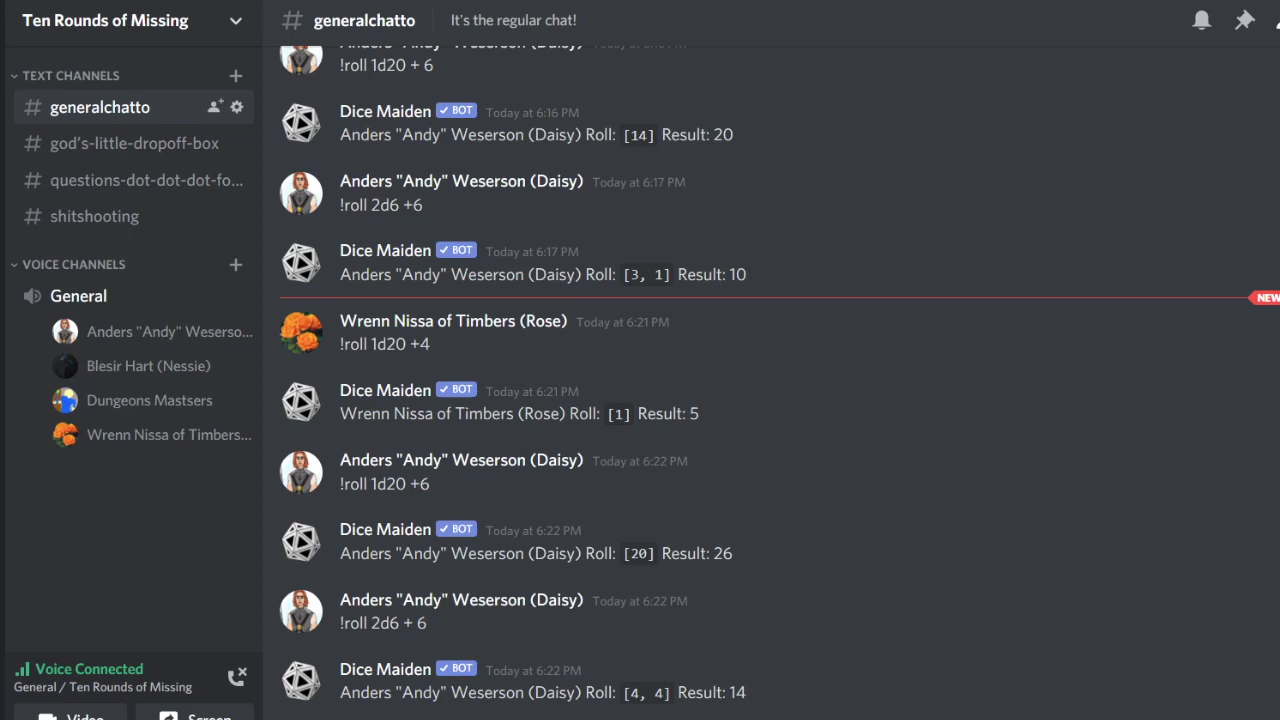 Ten Rounds of Missing
TEXT CHANNELS
generalchatto
god's-little-dropoff-box
questions-dot-dot-dot-fo...
shitshooting
VOICE CHANNELS
General
Anders "Andy" Weserso...
Blesir Hart (Nessie)
Dungeons Mastsers
Wrenn Nissa of Timbers...
Voice Connected
General / Ten Rounds of Missing
Video
Screen
# generalchatto
It's the regular chat!
Anders "Andy" Weserson (Daisy)
!roll 1d20 + 6
Dice Maiden ✓ BOT Today at 6:16 PM
Anders "Andy" Weserson (Daisy) Roll: [14] Result: 20
Anders "Andy" Weserson (Daisy) Today at 6:17 PM
!roll 2d6 +6
Dice Maiden ✓ BOT Today at 6:17 PM
Anders "Andy" Weserson (Daisy) Roll: [3, 1] Result: 10
NEW
Wrenn Nissa of Timbers (Rose) Today at 6:21 PM
!roll 1d20 +4
Dice Maiden ✓ BOT Today at 6:21 PM
Wrenn Nissa of Timbers (Rose) Roll: [1] Result: 5
Anders "Andy" Weserson (Daisy) Today at 6:22 PM
!roll 1d20 +6
Dice Maiden ✓ BOT Today at 6:22 PM
Anders "Andy" Weserson (Daisy) Roll: [20] Result: 26
Anders "Andy" Weserson (Daisy) Today at 6:22 PM
!roll 2d6 + 6
Dice Maiden ✓ BOT Today at 6:22 PM
Anders "Andy" Weserson (Daisy) Roll: [4, 4] Result: 14